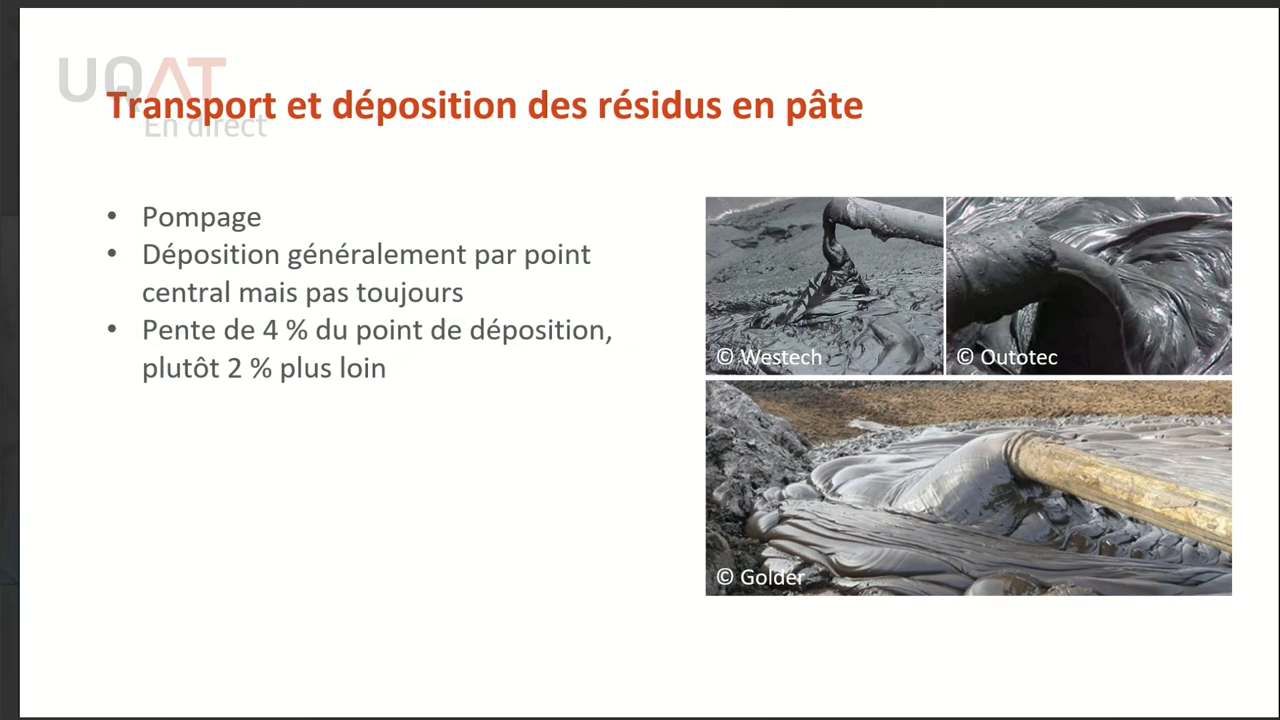 UQAT
Transport et déposition des résidus en pâte
En direct
• Pompage
• Déposition généralement par point
central mais pas toujours
• Pente de 4 % du point de déposition,
plutôt 2 % plus loin
© Westech
© Outotec
© Golder